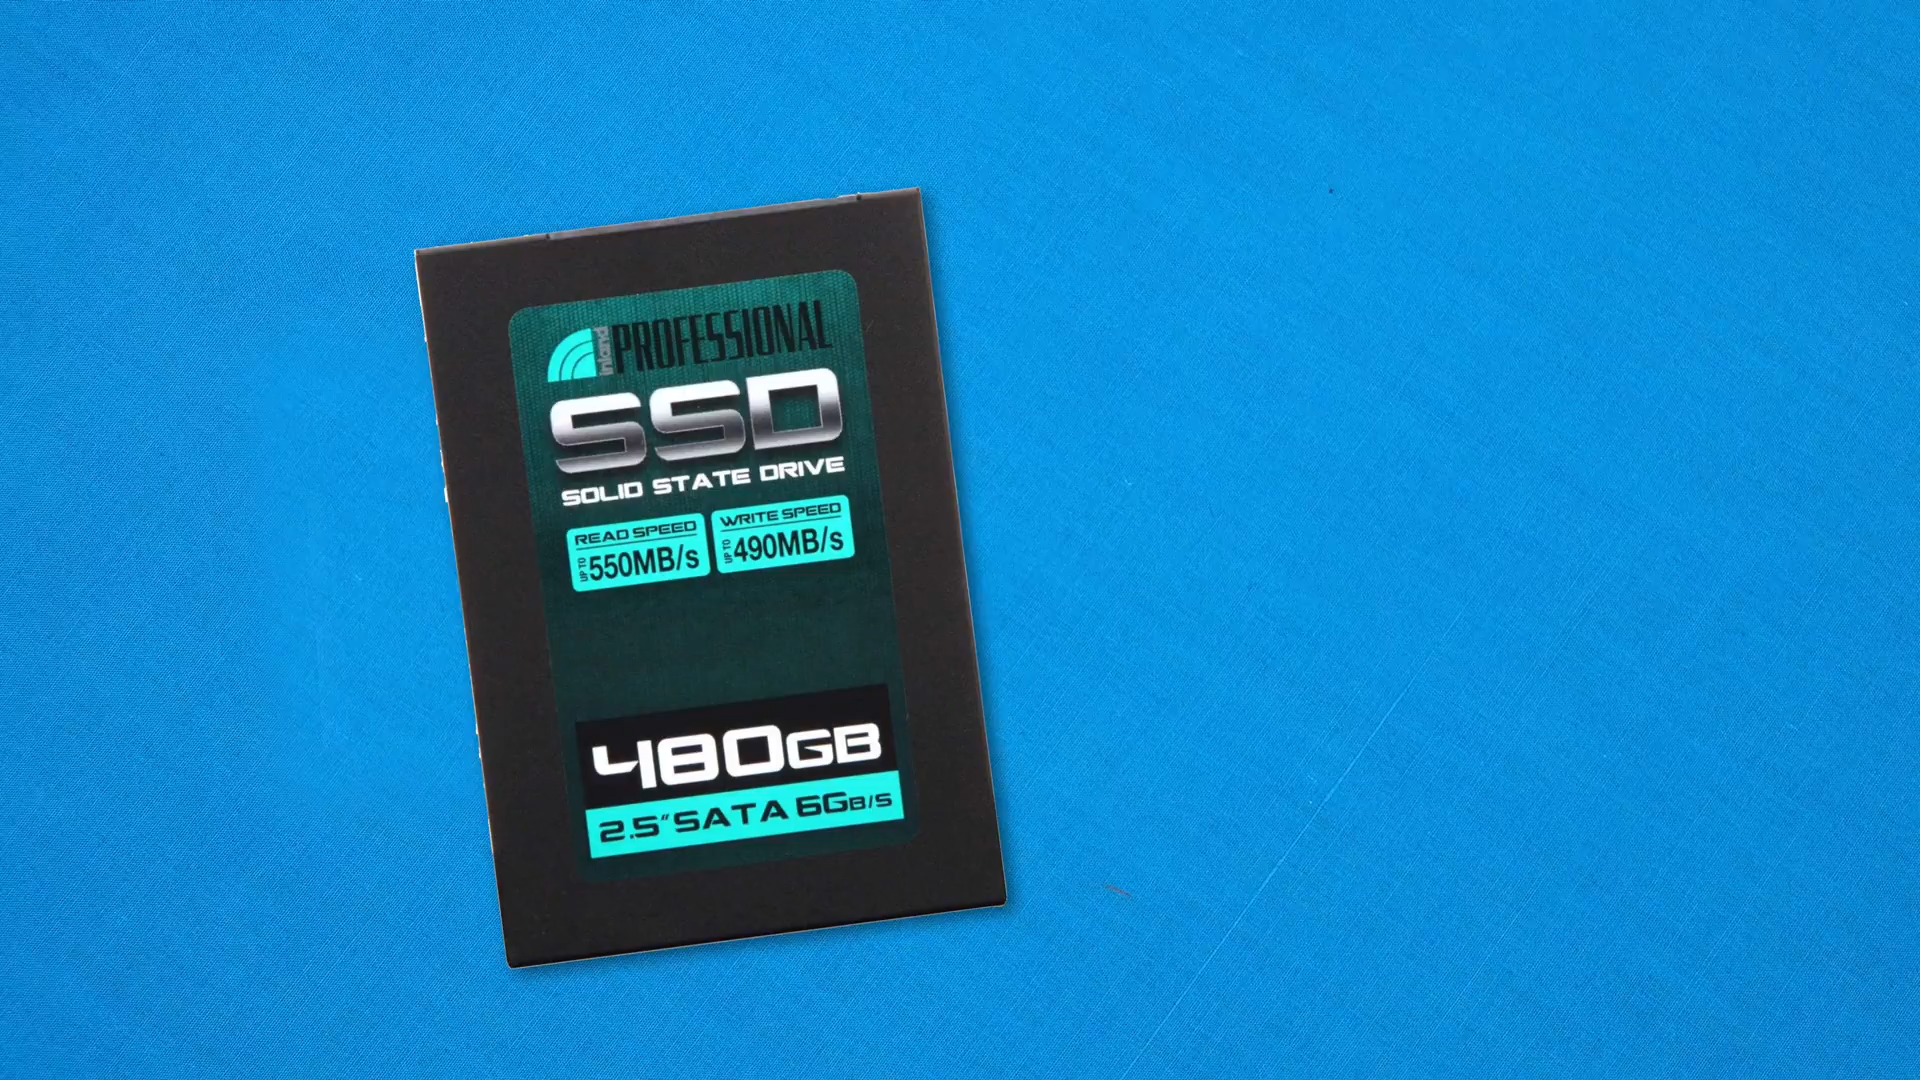 inland PROFESSIONAL
SSD
SOLID STATE DRIVE
READ SPEED
UP TO 550MB/s
WRITE SPEED
UP TO 490MB/s
480GB
2.5" SATA 6GB/S